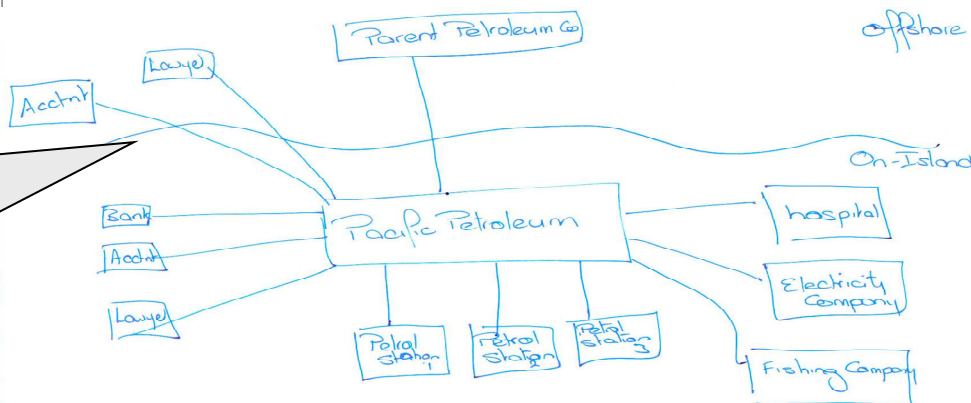 Parent Petroleum Co
Offshore
Lawyer
Acctnt
On-Island
Bank
Pacific Petroleum
hospital
Acctnt
Electricity
Company
Lawyer
Petrol
station
1
Petrol
station
2
Petrol
station
3
Fishing Company